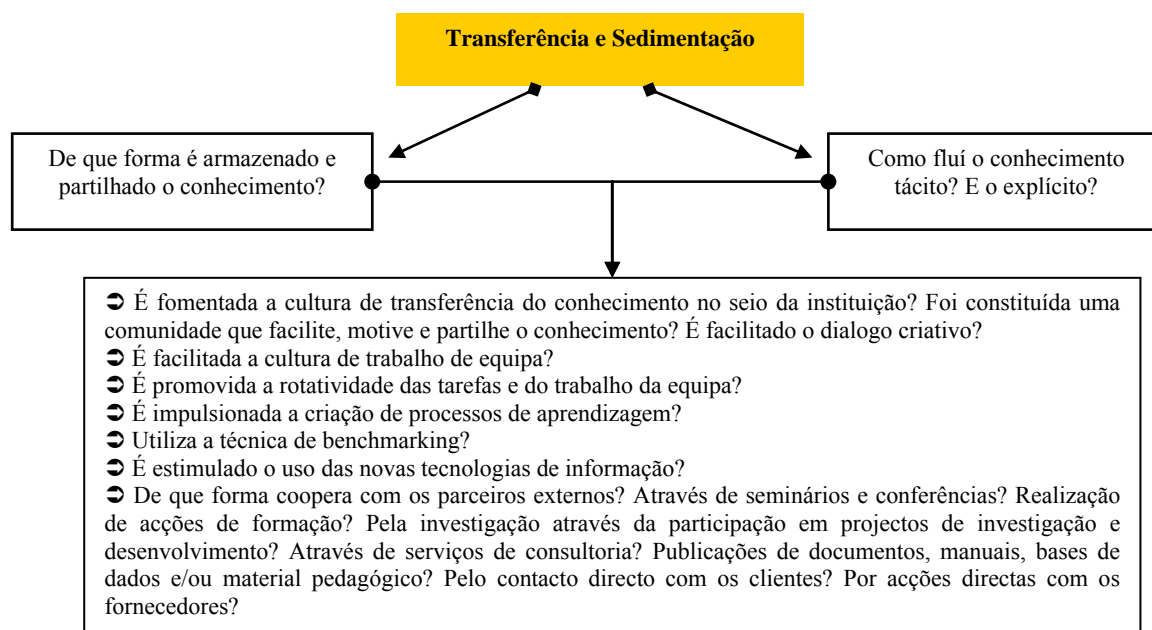 Transferência e Sedimentação
De que forma é armazenado e
partilhado o conhecimento?
Como fluí o conhecimento
tácito? E o explícito?
➲ É fomentada a cultura de transferência do conhecimento no seio da instituição? Foi constituída uma
comunidade que facilite, motive e partilhe o conhecimento? É facilitado o dialogo criativo?
➲ É facilitada a cultura de trabalho de equipa?
➲ É promovida a rotatividade das tarefas e do trabalho da equipa?
➲ É impulsionada a criação de processos de aprendizagem?
➲ Utiliza a técnica de benchmarking?
➲ É estimulado o uso das novas tecnologias de informação?
➲ De que forma coopera com os parceiros externos? Através de seminários e conferências? Realização
de acções de formação? Pela investigação através da participação em projectos de investigação e
desenvolvimento? Através de serviços de consultoria? Publicações de documentos, manuais, bases de
dados e/ou material pedagógico? Pelo contacto directo com os clientes? Por acções directas com os
fornecedores?